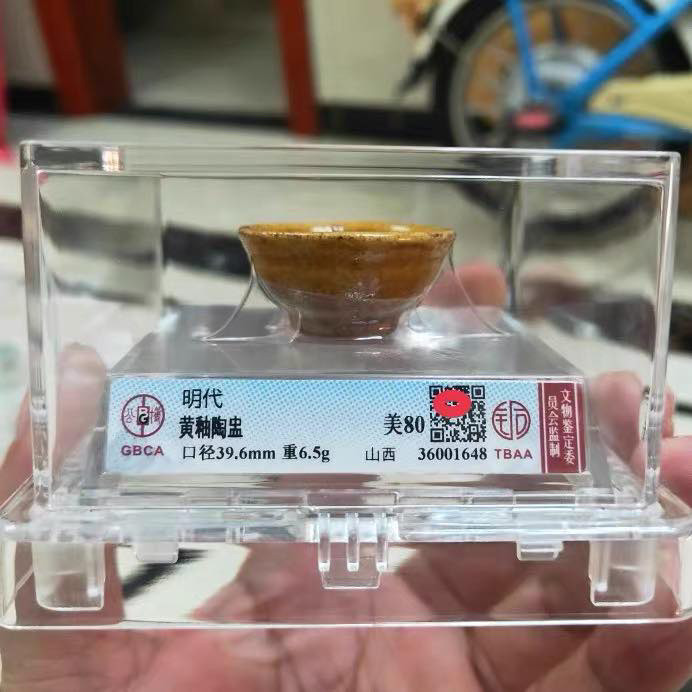 明代
黄釉陶盅
口径39.6mm 重6.5g
美80
山西 36001648
GBCA
TBAA
文物鉴定委
员会监制